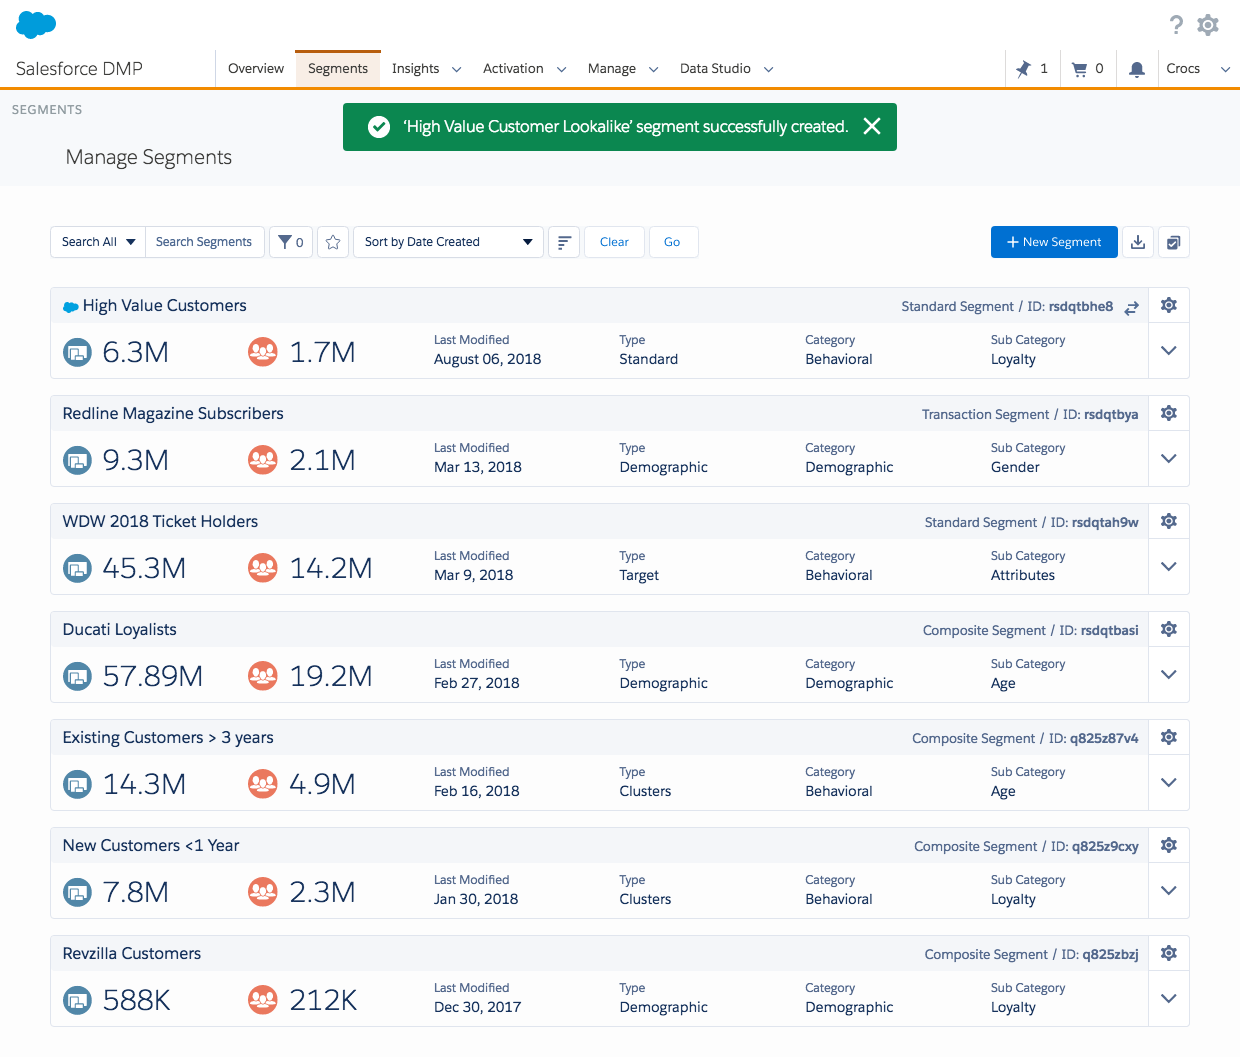 ?
Salesforce DMP
Overview Segments Insights Activation Manage Data Studio 1 0 Crocs
SEGMENTS
‘High Value Customer Lookalike’ segment successfully created.
Manage Segments
Search All Search Segments 0 Sort by Date Created Clear Go + New Segment
High Value Customers Standard Segment / ID: rsdqtbhe8
6.3M 1.7M
Last Modified Type Category Sub Category
August 06, 2018 Standard Behavioral Loyalty
Redline Magazine Subscribers Transaction Segment / ID: rsdqtbya
9.3M 2.1M
Last Modified Type Category Sub Category
Mar 13, 2018 Demographic Demographic Gender
WDW 2018 Ticket Holders Standard Segment / ID: rsdqtah9w
45.3M 14.2M
Last Modified Type Category Sub Category
Mar 9, 2018 Target Behavioral Attributes
Ducati Loyalists Composite Segment / ID: rsdqtbasi
57.89M 19.2M
Last Modified Type Category Sub Category
Feb 27, 2018 Demographic Demographic Age
Existing Customers > 3 years Composite Segment / ID: q825z87v4
14.3M 4.9M
Last Modified Type Category Sub Category
Feb 16, 2018 Clusters Behavioral Age
New Customers <1 Year Composite Segment / ID: q825z9cxy
7.8M 2.3M
Last Modified Type Category Sub Category
Jan 30, 2018 Clusters Behavioral Loyalty
Revzilla Customers Composite Segment / ID: q825zbzj
588K 212K
Last Modified Type Category Sub Category
Dec 30, 2017 Demographic Demographic Loyalty